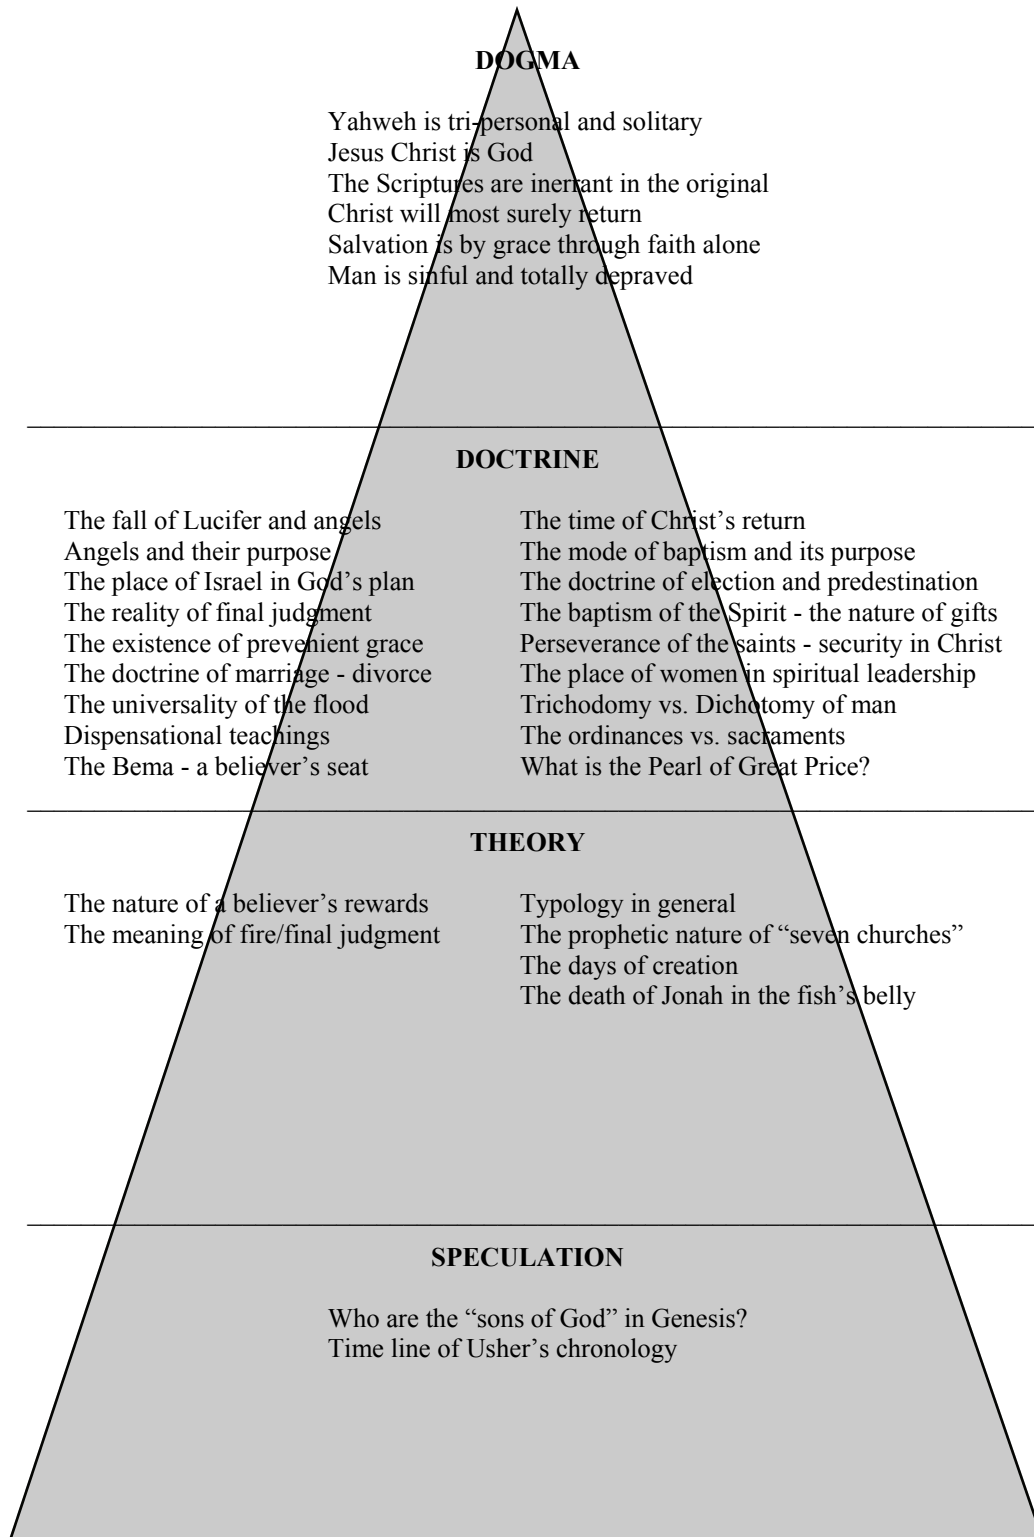 DOGMA
Yahweh is tri-personal and solitary
Jesus Christ is God
The Scriptures are inerrant in the original
Christ will most surely return
Salvation is by grace through faith alone
Man is sinful and totally depraved
DOCTRINE
The fall of Lucifer and angels
Angels and their purpose
The place of Israel in God’s plan
The reality of final judgment
The existence of prevenient grace
The doctrine of marriage - divorce
The universality of the flood
Dispensational teachings
The Bema - a believer’s seat
The time of Christ’s return
The mode of baptism and its purpose
The doctrine of election and predestination
The baptism of the Spirit - the nature of gifts
Perseverance of the saints - security in Christ
The place of women in spiritual leadership
Trichodomy vs. Dichotomy of man
The ordinances vs. sacraments
What is the Pearl of Great Price?
THEORY
The nature of a believer’s rewards
The meaning of fire/final judgment
Typology in general
The prophetic nature of “seven churches”
The days of creation
The death of Jonah in the fish’s belly
SPECULATION
Who are the “sons of God” in Genesis?
Time line of Usher’s chronology